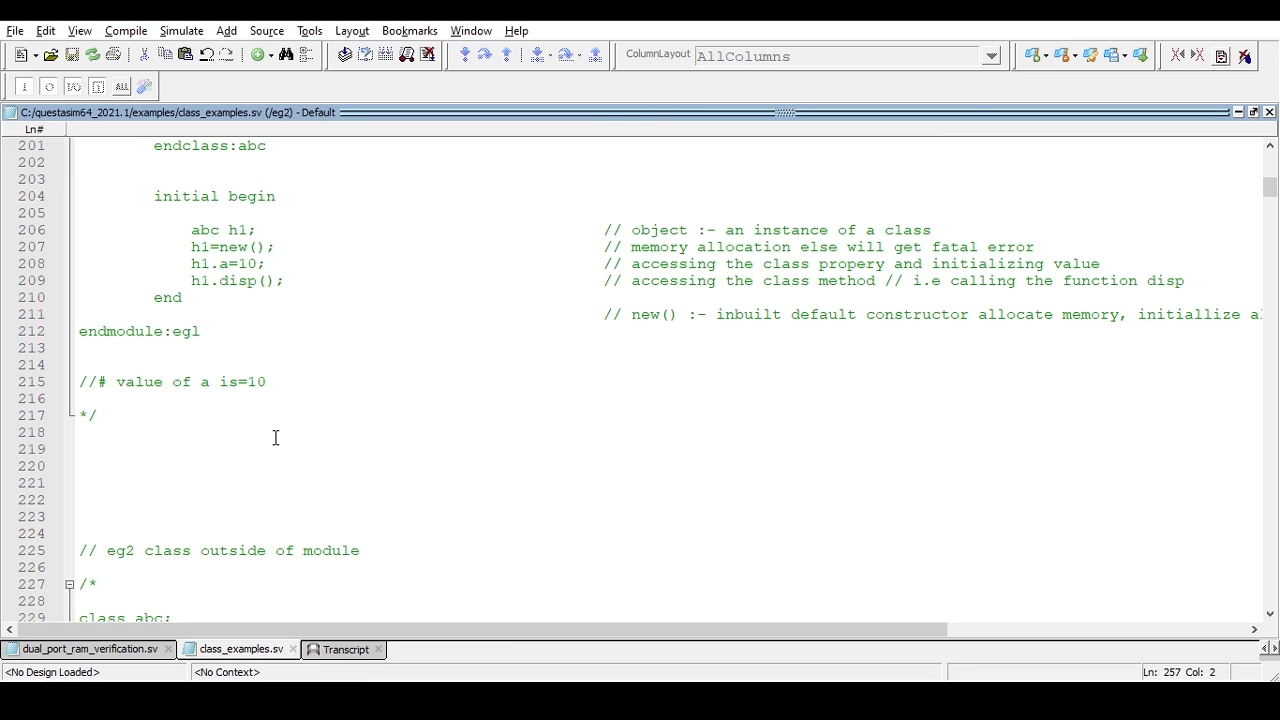 File Edit View Compile Simulate Add Source Tools Layout Bookmarks Window Help
ColumnLayout AllColumns
C:/questasim64_2021.1/examples/class_examples.sv (/eg2) - Default
Ln#
201 endclass:abc
202
203
204 initial begin
205
206 abc h1; // object :- an instance of a class
207 h1=new(); // memory allocation else will get fatal error
208 h1.a=10; // accessing the class propery and initializing value
209 h1.disp(); // accessing the class method // i.e calling the function disp
210 end
211 // new() :- inbuilt default constructor allocate memory, initiallize al
212 endmodule:eg1
213
214
215 //# value of a is=10
216
217 */
218
219
220
221
222
223
224
225 // eg2 class outside of module
226
227 /*
228
229 class abc;
dual_port_ram_verification.sv class_examples.sv Transcript
<No Design Loaded> <No Context> Ln: 257 Col: 2